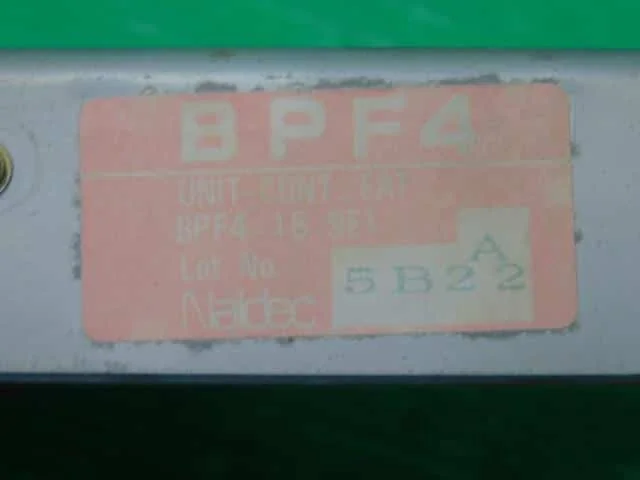 BPF4
UNIT-CONT. EAT
BPF4 18 9E1
Lot. No
5B22
A
Naldec